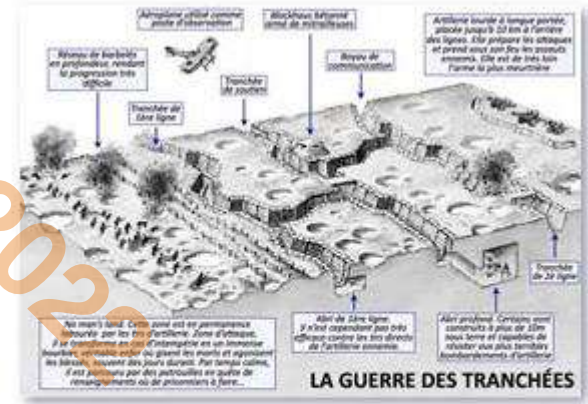 Aéroplane utilisé comme
poste d'observation
Blockhaus bétonné
armé de mitrailleuses
Artillerie lourde à longue portée,
placée jusqu'à 10 km à l'arrière
des lignes. Elle prépare les attaques
et prend sous son feu les assauts
ennemis. Elle est de très loin
l'arme la plus meurtrière
Réseau de barbelés
en profondeur, rendant
la progression très
difficile
Tranchée
de soutien
Boyau de
communication
Tranchée de
1ère ligne
Tranchée
de 2è ligne
No man's land. Cette zone est en permanence
labourée par les tirs d'artillerie. Zone d'attaque,
il se transforme en cas d'intempérie en un immense
bourbier, véritable enfer où gisent les morts et agonisent
les blessés, souvent des jours durant. Par temps calme,
il est parcouru par des patrouilles en quête de
renseignements ou de prisonniers à faire...
Abri de 1ère ligne.
Il n'est cependant pas très
efficace contre les tirs directs
de l'artillerie ennemie.
Abri profond. Certains sont
construits à plus de 10m
sous terre et capables de
résister aux plus terribles
bombardements d'artillerie.
LA GUERRE DES TRANCHÉES
202